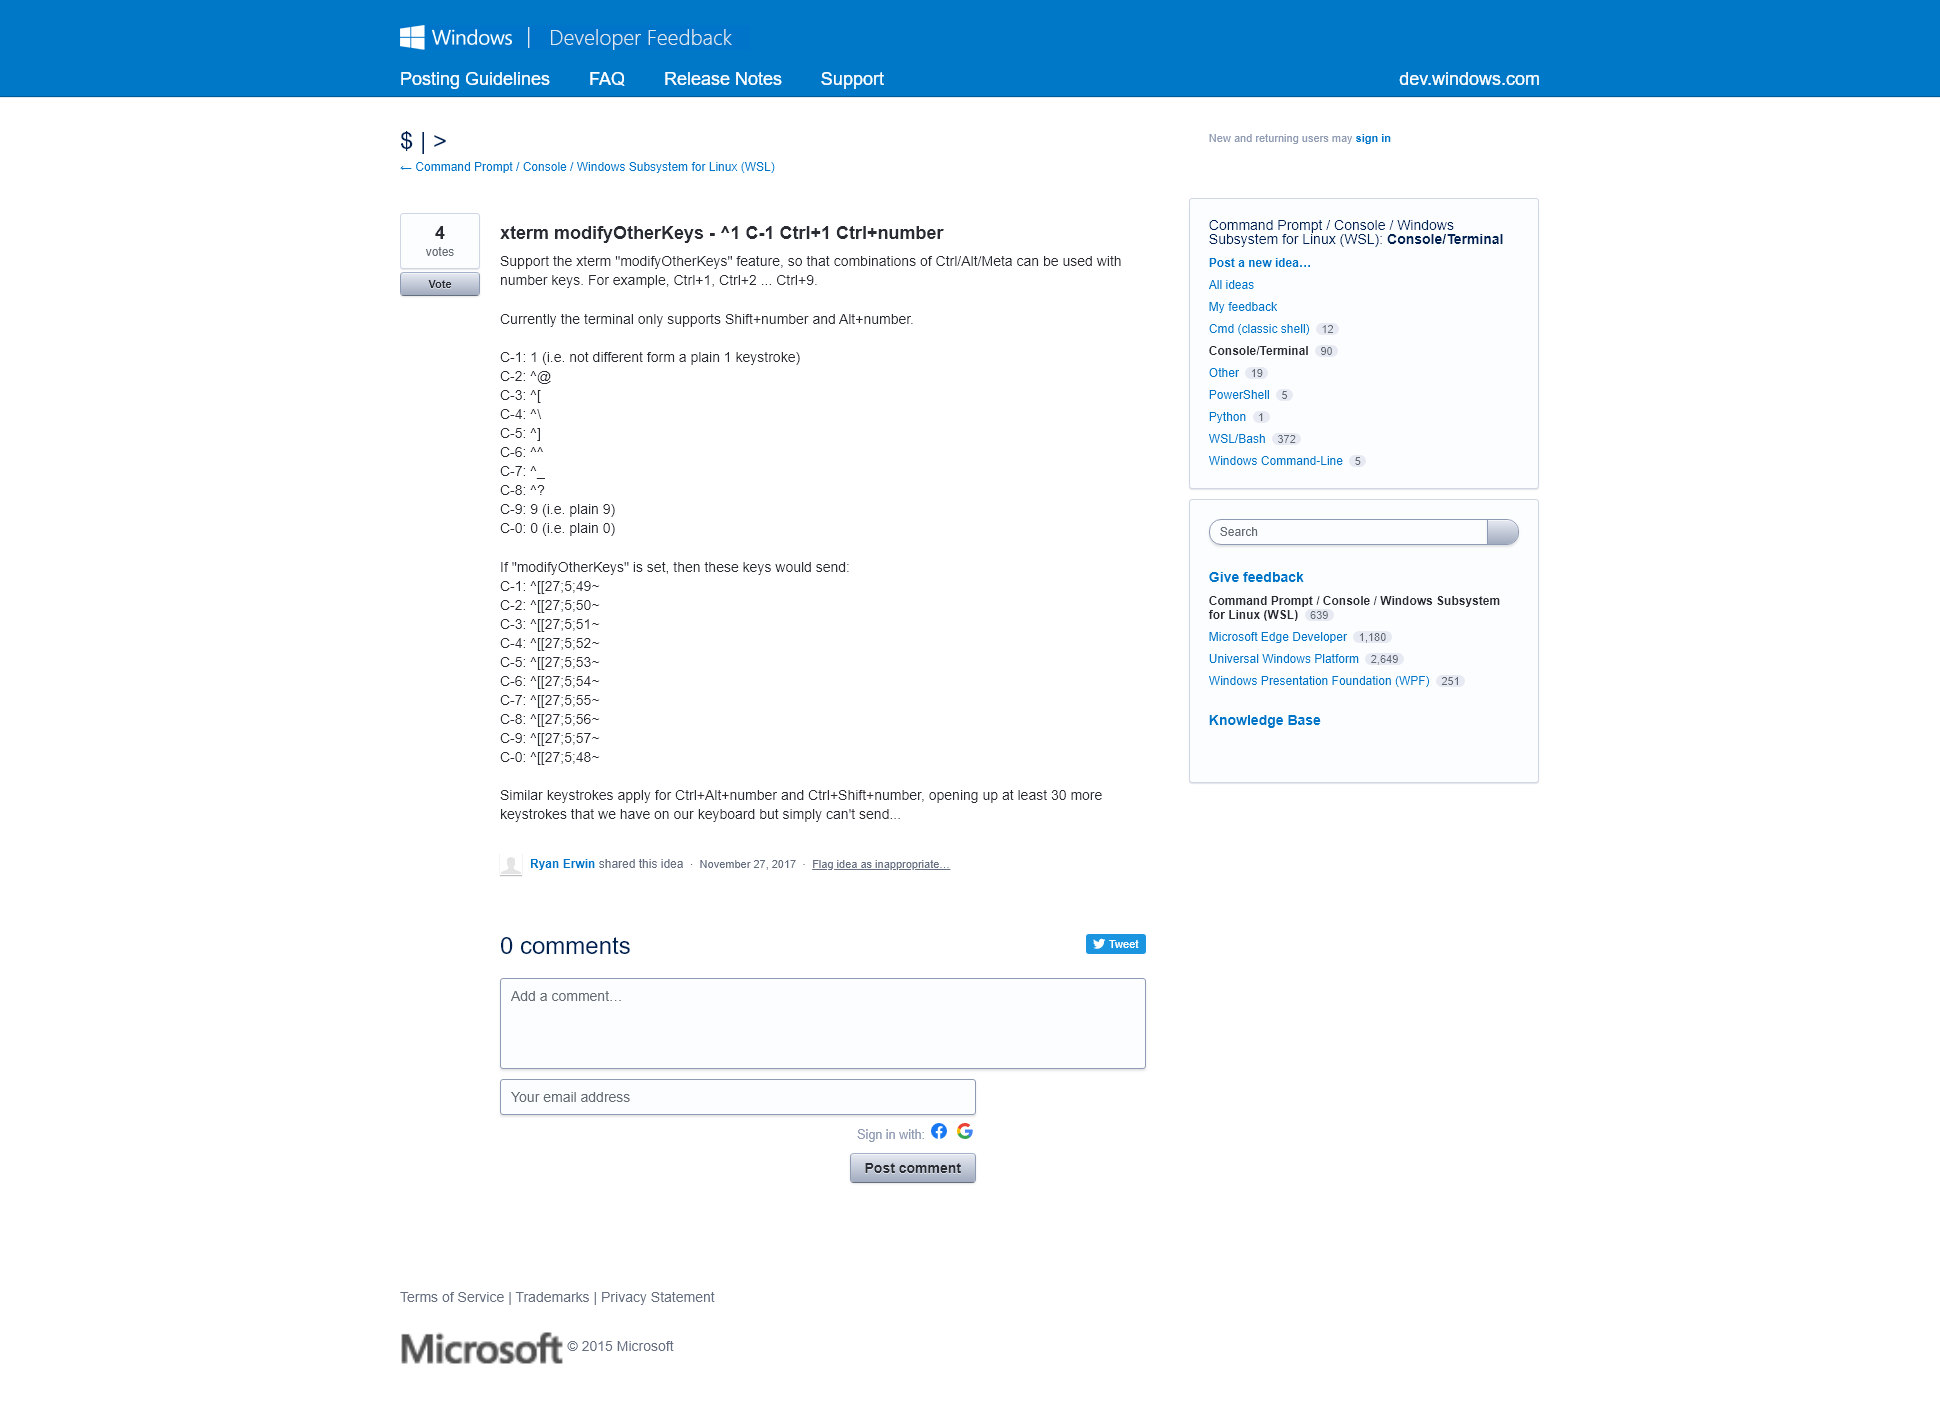 Windows | Developer Feedback
Posting Guidelines FAQ Release Notes Support dev.windows.com
$ | >
← Command Prompt / Console / Windows Subsystem for Linux (WSL)
New and returning users may sign in
4
votes
Vote
xterm modifyOtherKeys - ^1 C-1 Ctrl+1 Ctrl+number
Support the xterm "modifyOtherKeys" feature, so that combinations of Ctrl/Alt/Meta can be used with
number keys. For example, Ctrl+1, Ctrl+2 ... Ctrl+9.
Currently the terminal only supports Shift+number and Alt+number.
C-1: 1 (i.e. not different form a plain 1 keystroke)
C-2: ^@
C-3: ^[
C-4: ^\
C-5: ^]
C-6: ^^
C-7: ^_
C-8: ^?
C-9: 9 (i.e. plain 9)
C-0: 0 (i.e. plain 0)
If "modifyOtherKeys" is set, then these keys would send:
C-1: ^[[27;5;49~
C-2: ^[[27;5;50~
C-3: ^[[27;5;51~
C-4: ^[[27;5;52~
C-5: ^[[27;5;53~
C-6: ^[[27;5;54~
C-7: ^[[27;5;55~
C-8: ^[[27;5;56~
C-9: ^[[27;5;57~
C-0: ^[[27;5;48~
Similar keystrokes apply for Ctrl+Alt+number and Ctrl+Shift+number, opening up at least 30 more
keystrokes that we have on our keyboard but simply can't send...
Ryan Erwin shared this idea · November 27, 2017 · Flag idea as inappropriate…
0 comments
Tweet
Add a comment…
Your email address
Sign in with:
Post comment
Command Prompt / Console / Windows
Subsystem for Linux (WSL): Console/Terminal
Post a new idea…
All ideas
My feedback
Cmd (classic shell) 12
Console/Terminal 90
Other 19
PowerShell 5
Python 1
WSL/Bash 372
Windows Command-Line 5
Search
Give feedback
Command Prompt / Console / Windows Subsystem
for Linux (WSL) 639
Microsoft Edge Developer 1,180
Universal Windows Platform 2,649
Windows Presentation Foundation (WPF) 251
Knowledge Base
Terms of Service | Trademarks | Privacy Statement
Microsoft © 2015 Microsoft